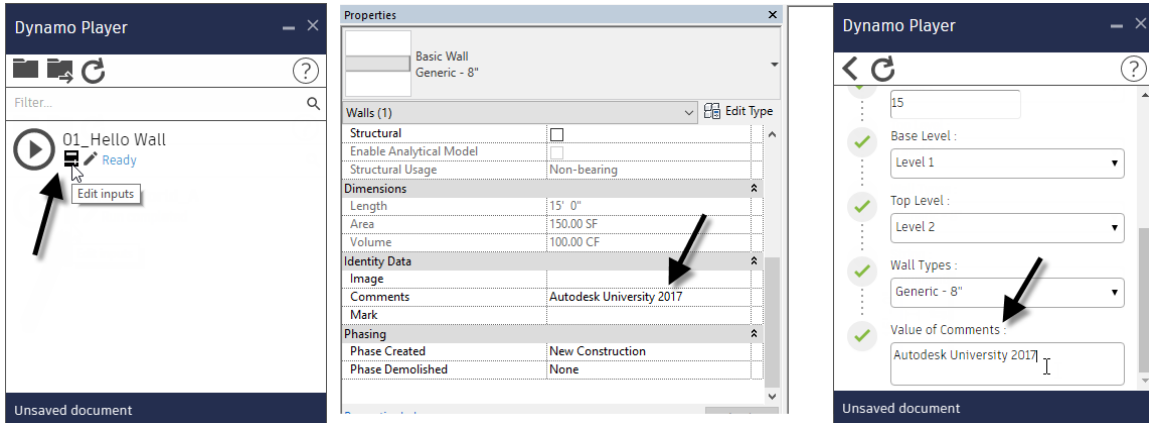 Dynamo Player
?
Filter...
01_Hello Wall
Ready
Edit inputs
Unsaved document
Properties
Basic Wall
Generic - 8"
Walls (1)
Edit Type
Structural
Enable Analytical Model
Structural Usage Non-bearing
Dimensions
Length 15' 0"
Area 150.00 SF
Volume 100.00 CF
Identity Data
Image
Comments Autodesk University 2017
Mark
Phasing
Phase Created New Construction
Phase Demolished None
Dynamo Player
?
15
Base Level :
Level 1
Top Level :
Level 2
Wall Types :
Generic - 8"
Value of Comments :
Autodesk University 2017
Unsaved document